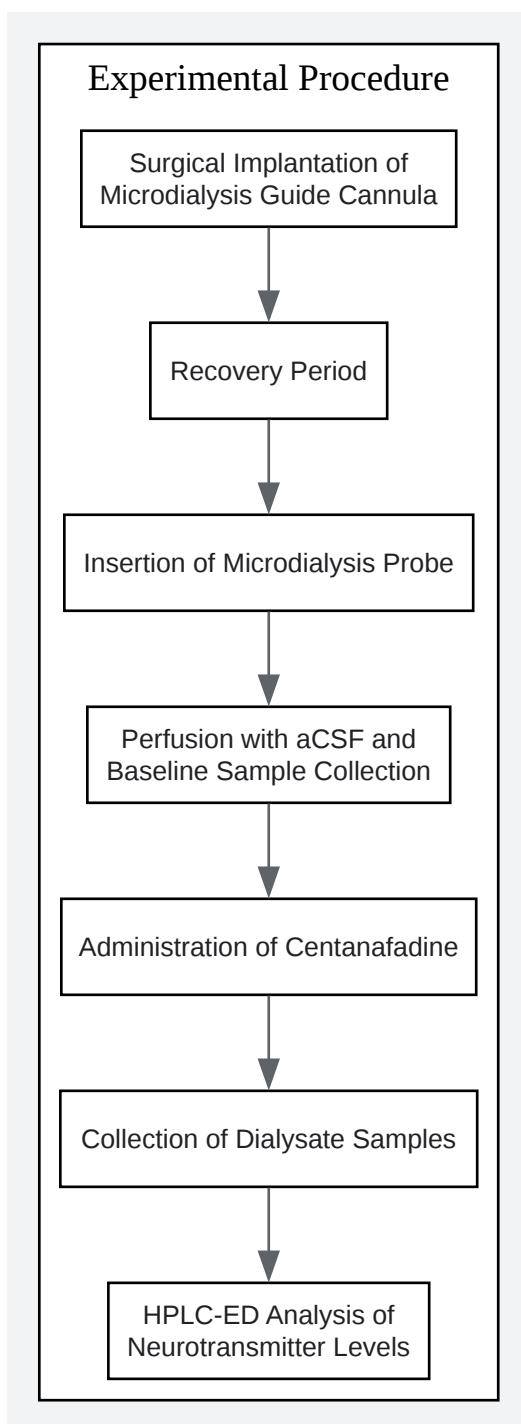 Experimental Procedure
Surgical Implantation of
Microdialysis Guide Cannula
Recovery Period
Insertion of Microdialysis Probe
Perfusion with aCSF and
Baseline Sample Collection
Administration of Centanafadine
Collection of Dialysate Samples
HPLC-ED Analysis of
Neurotransmitter Levels